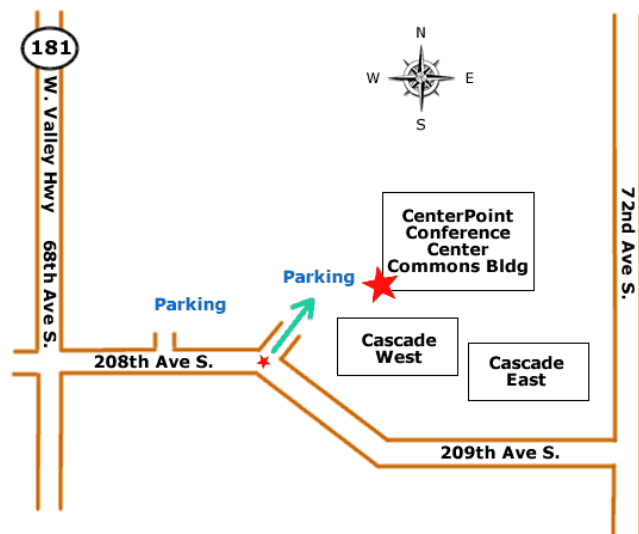 181
N
W E
S
W. Valley Hwy 68th Ave S.
72nd Ave S.
CenterPoint
Conference
Center
Commons Bldg
Parking
Parking
Cascade
West
Cascade
East
208th Ave S.
209th Ave S.